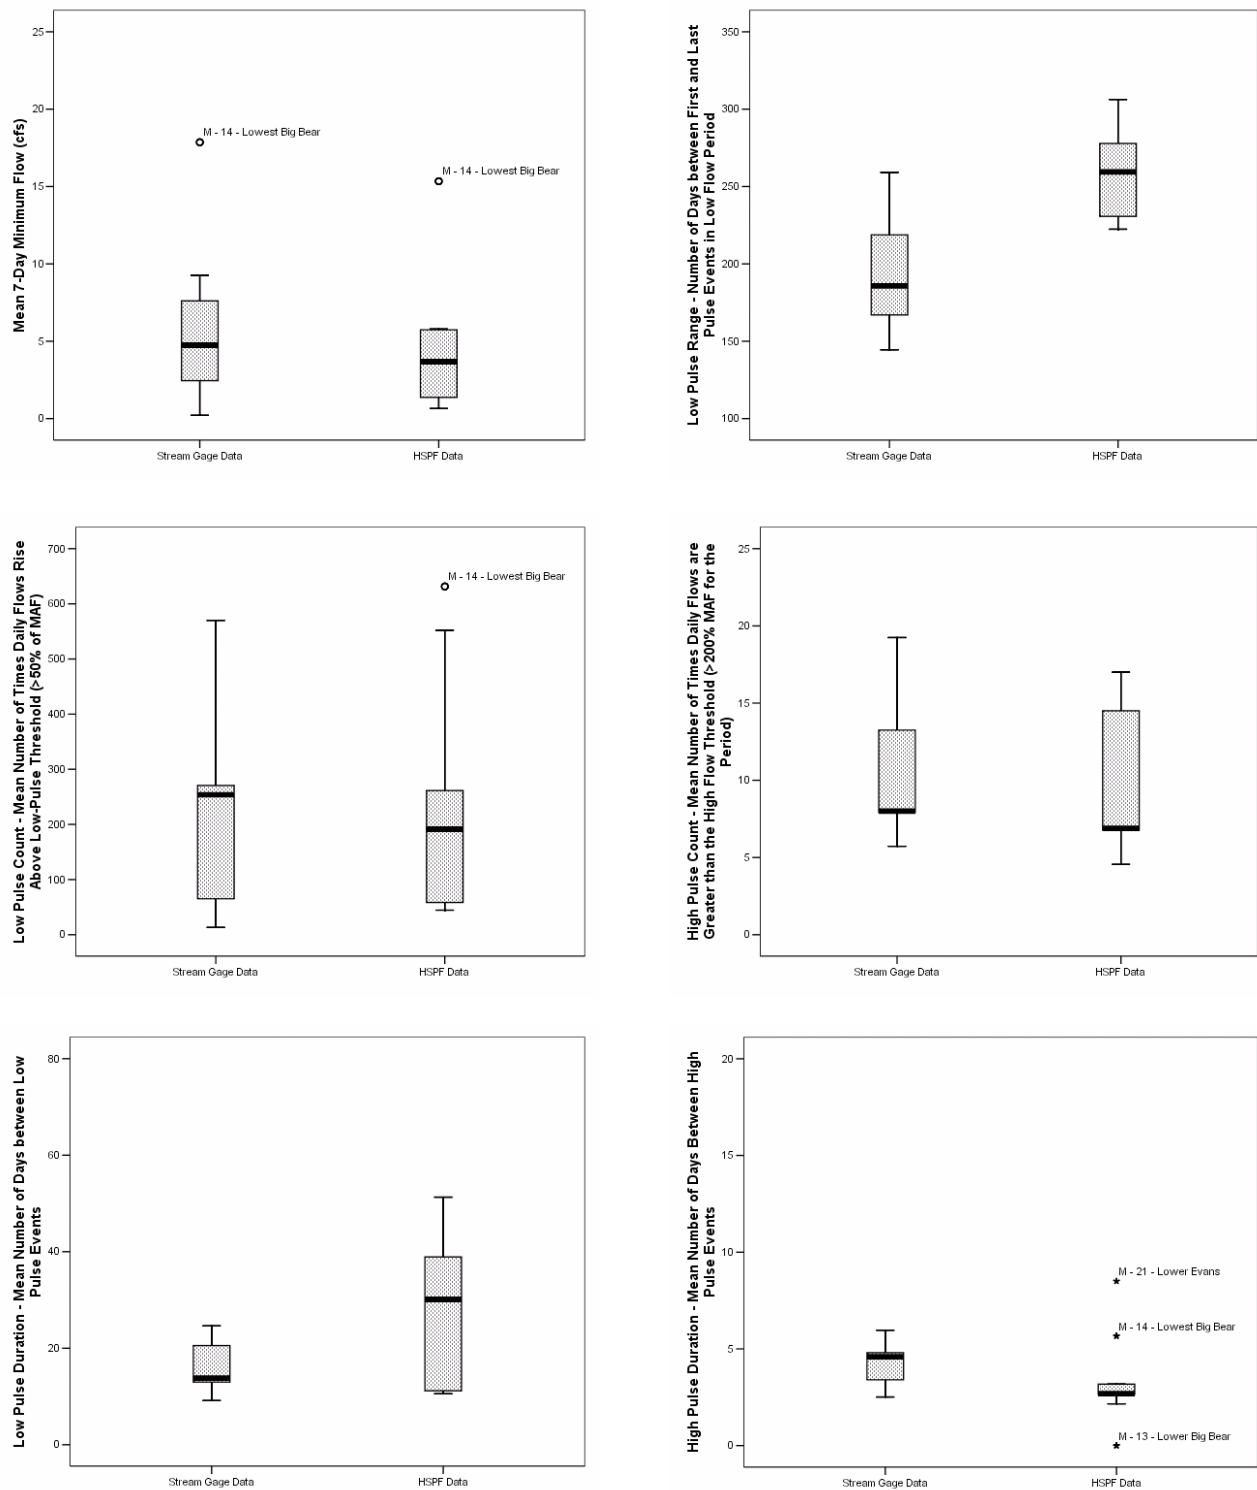 Mean 7-Day Minimum Flow (cfs)
25
20
15
10
5
0
M - 14 - Lowest Big Bear
M - 14 - Lowest Big Bear
Stream Gage Data
HSPF Data
Low Pulse Range - Number of Days between First and Last
Pulse Events in Low Flow Period
350
300
250
200
150
100
Stream Gage Data
HSPF Data
Low Pulse Count - Mean Number of Times Daily Flows Rise
Above Low-Pulse Threshold (>50% of MAF)
700
600
500
400
300
200
100
0
M - 14 - Lowest Big Bear
Stream Gage Data
HSPF Data
High Pulse Count - Mean Number of Times Daily Flows are
Greater than the High Flow Threshold (>200% MAF for the
Period)
25
20
15
10
5
0
Stream Gage Data
HSPF Data
Low Pulse Duration - Mean Number of Days between Low
Pulse Events
80
60
40
20
0
Stream Gage Data
HSPF Data
High Pulse Duration - Mean Number of Days Between High
Pulse Events
20
15
10
5
0
M - 21 - Lower Evans
M - 14 - Lowest Big Bear
M - 13 - Lower Big Bear
Stream Gage Data
HSPF Data